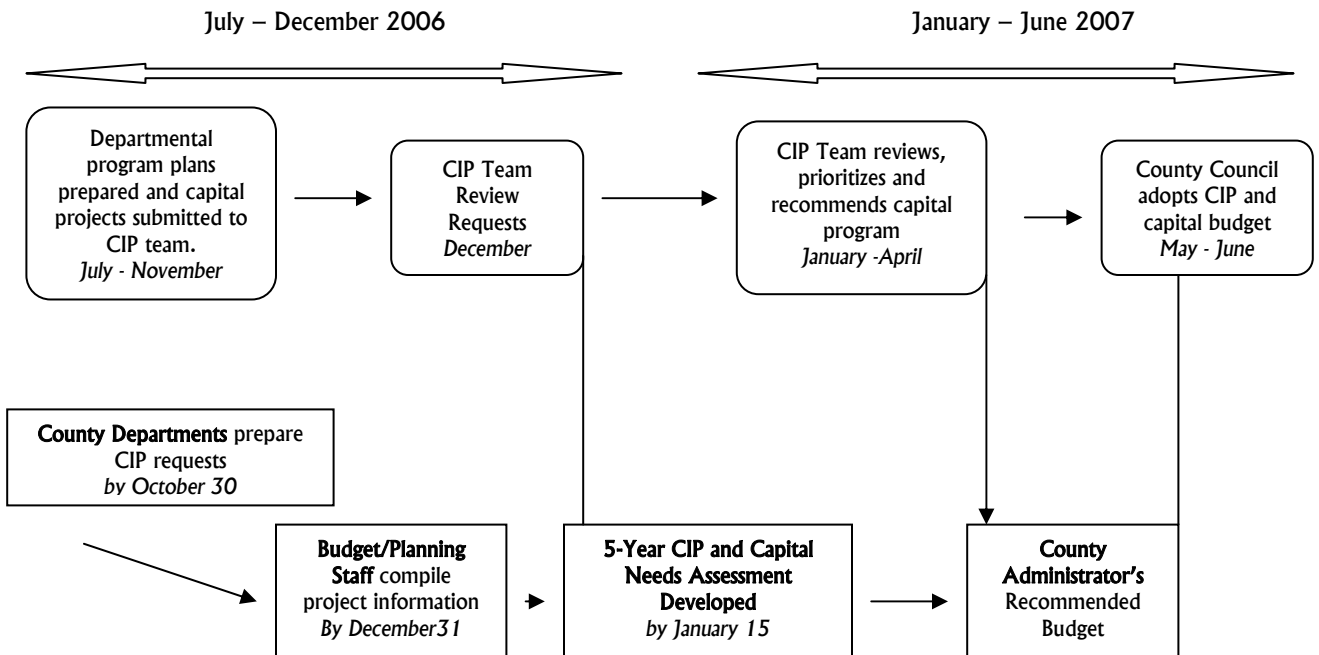 July – December 2006
January – June 2007
Departmental
program plans
prepared and capital
projects submitted to
CIP team.
July - November
CIP Team
Review
Requests
December
CIP Team reviews,
prioritizes and
recommends capital
program
January -April
County Council
adopts CIP and
capital budget
May - June
County Departments prepare
CIP requests
by October 30
Budget/Planning
Staff compile
project information
By December31
5-Year CIP and Capital
Needs Assessment
Developed
by January 15
County
Administrator's
Recommended
Budget